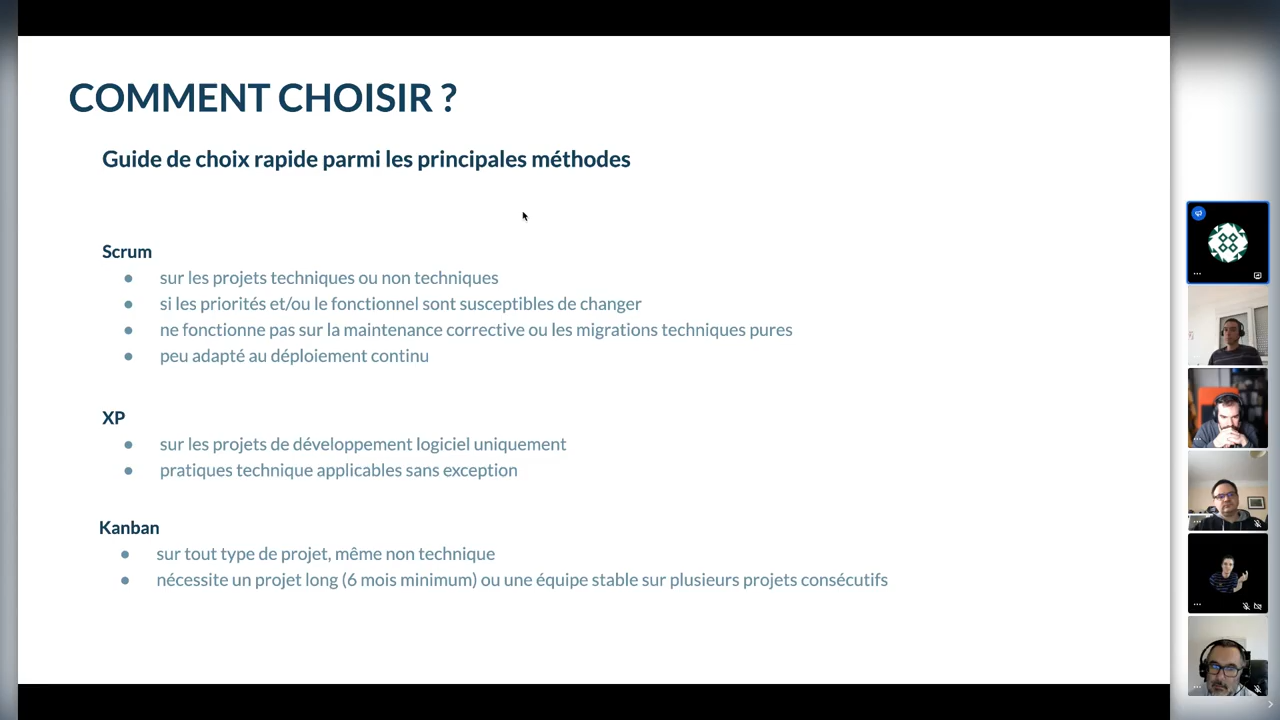 COMMENT CHOISIR ?
Guide de choix rapide parmi les principales méthodes
Scrum
● sur les projets techniques ou non techniques
● si les priorités et/ou le fonctionnel sont susceptibles de changer
● ne fonctionne pas sur la maintenance corrective ou les migrations techniques pures
● peu adapté au déploiement continu
XP
● sur les projets de développement logiciel uniquement
● pratiques technique applicables sans exception
Kanban
● sur tout type de projet, même non technique
● nécessite un projet long (6 mois minimum) ou une équipe stable sur plusieurs projets consécutifs